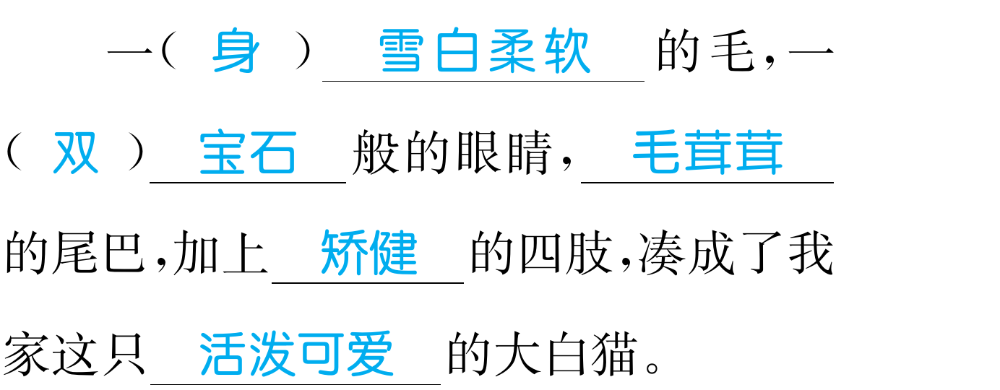 一( 身 )雪白柔软的毛,一
( 双 )宝石般的眼睛,毛茸茸
的尾巴,加上矫健的四肢,凑成了我
家这只活泼可爱的大白猫。